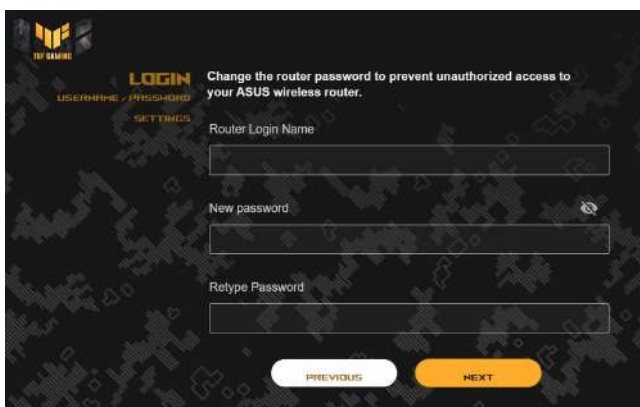 TUF GAMING
LOGIN
USERNAME / PASSWORD
SETTINGS
Change the router password to prevent unauthorized access to
your ASUS wireless router.
Router Login Name
New password
Retype Password
PREVIOUS
NEXT